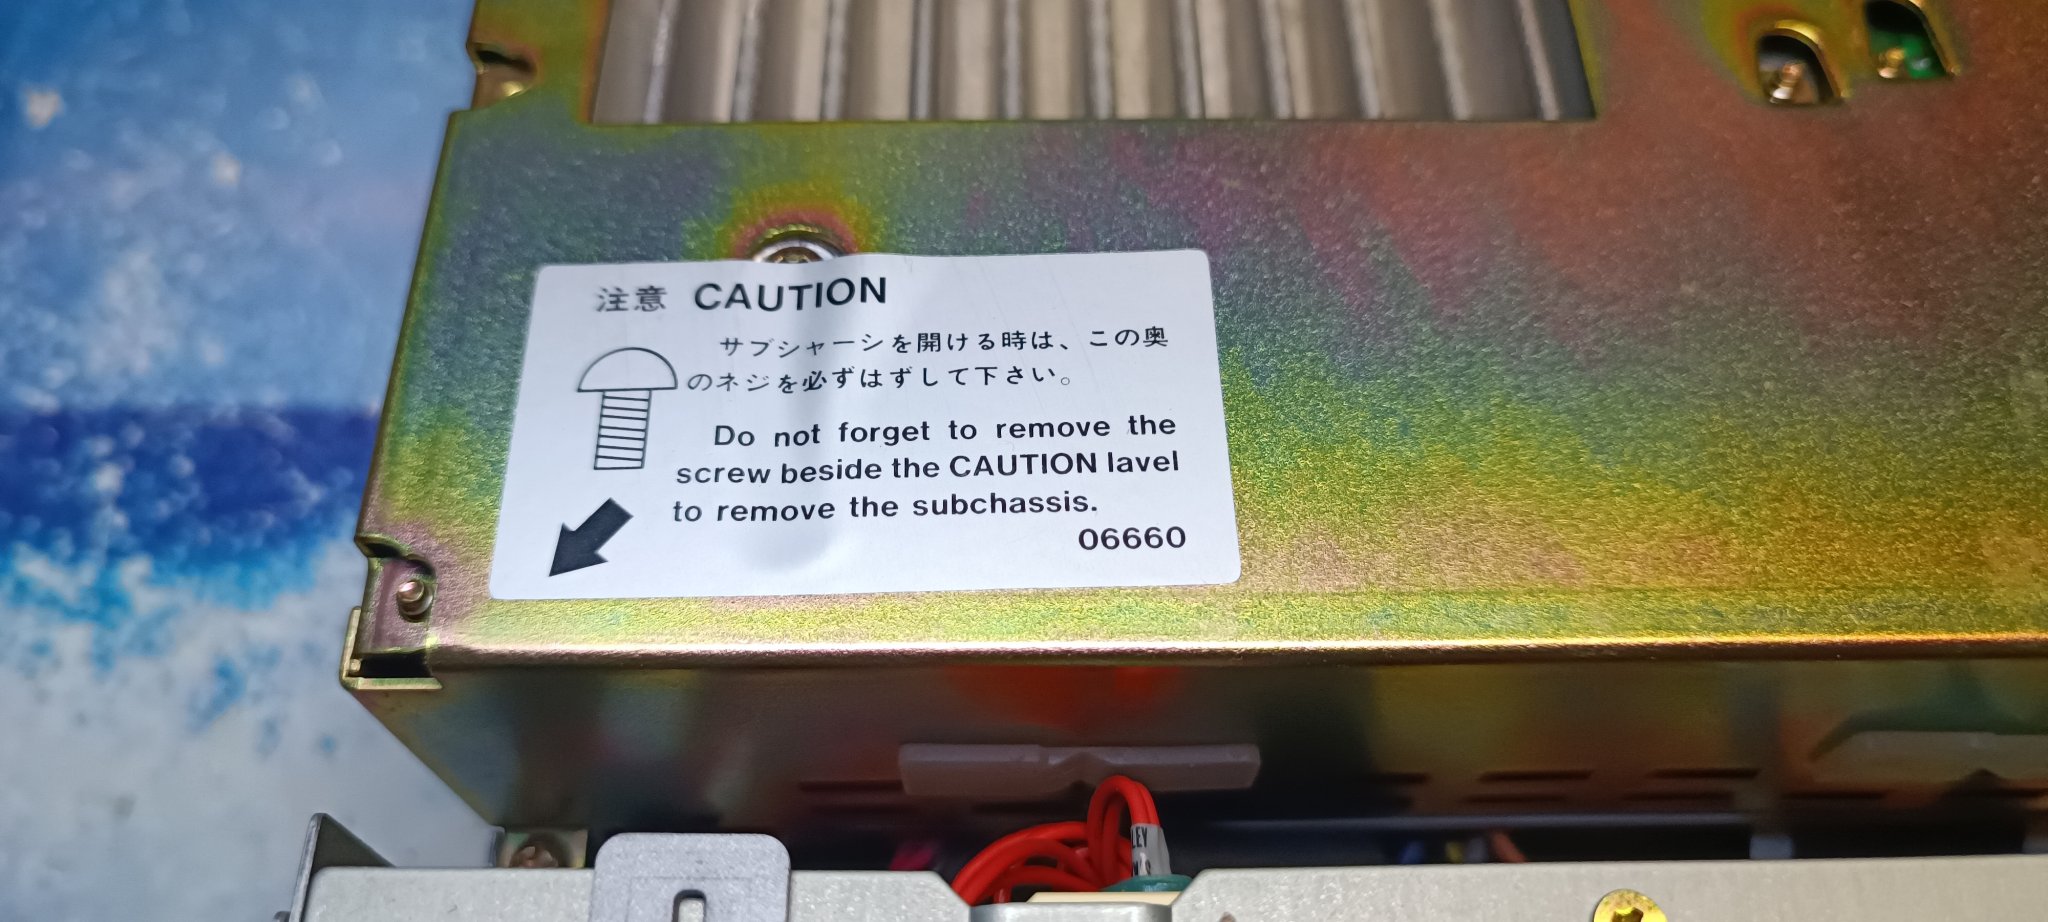 注意 CAUTION
サブシャーシを開ける時は、この奥
のネジを必ずはずして下さい。
Do not forget to remove the
screw beside the CAUTION lavel
to remove the subchassis.
06660